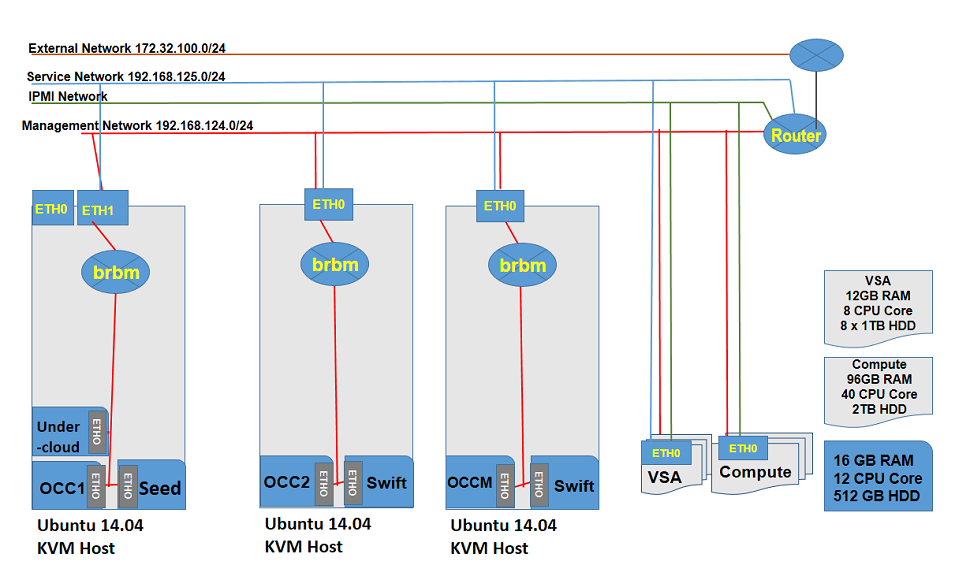 External Network 172.32.100.0/24
Service Network 192.168.125.0/24
IPMI Network
Management Network 192.168.124.0/24
Router
ETH0
ETH1
ETH0
ETH0
brbm
brbm
brbm
VSA
12GB RAM
8 CPU Core
8 x 1TB HDD
Compute
96GB RAM
40 CPU Core
2TB HDD
Under
-cloud
ETHO
OCC1
ETHO
ETHO
Seed
OCC2
ETHO
ETHO
Swift
OCCM
ETHO
ETHO
Swift
ETH0
VSA
ETH0
Compute
16 GB RAM
12 CPU Core
512 GB HDD
Ubuntu 14.04
KVM Host
Ubuntu 14.04
KVM Host
Ubuntu 14.04
KVM Host